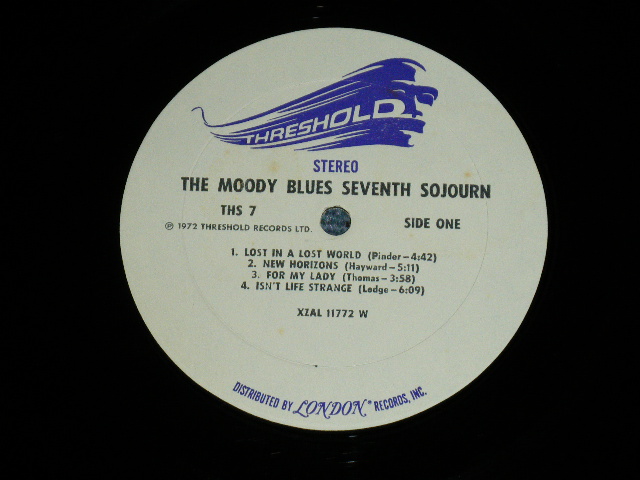 THRESHOLD
STEREO
THE MOODY BLUES SEVENTH SOJOURN
THS 7
℗ 1972 THRESHOLD RECORDS LTD.
SIDE ONE
1. LOST IN A LOST WORLD (Pinder-4:42)
2. NEW HORIZONS (Hayward-5:11)
3. FOR MY LADY (Thomas-3:58)
4. ISN'T LIFE STRANGE (Lodge-6:09)
XZAL 11772 W
DISTRIBUTED BY LONDON® RECORDS, INC.